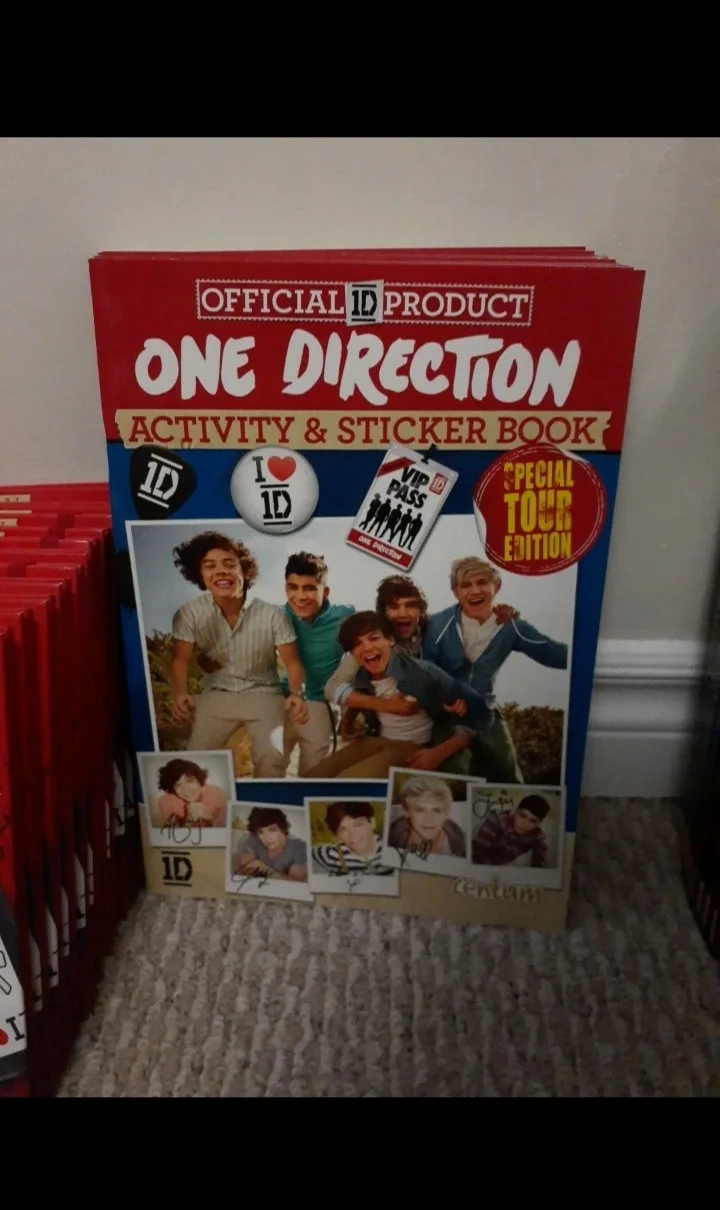 OFFICIAL 1D PRODUCT
ONE DIRECTION
ACTIVITY & STICKER BOOK
1D
I ❤ 1D
VIP PASS
1D
ONE DIRECTION
SPECIAL
TOUR
EDITION
1D
centum
I